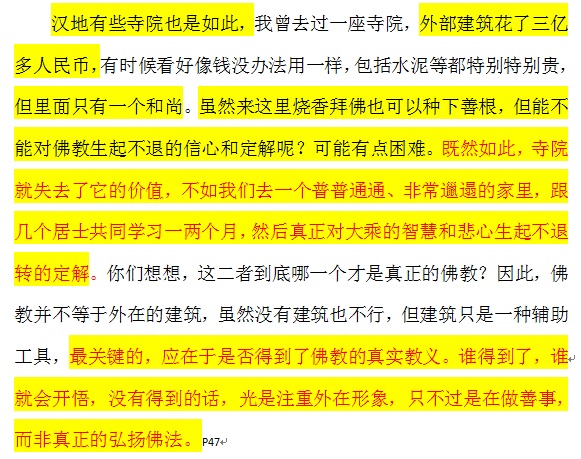 汉地有些寺院也是如此，我曾去过一座寺院，外部建筑花了三亿
多人民币，有时候看好像钱没办法用一样，包括水泥等都特别特别贵，
但里面只有一个和尚。虽然来这里烧香拜佛也可以种下善根，但能不
能对佛教生起不退的信心和定解呢？可能有点困难。既然如此，寺院
就失去了它的价值，不如我们去一个普普通通、非常邋遢的家里，跟
几个居士共同学习一两个月，然后真正对大乘的智慧和悲心生起不退
转的定解。你们想想，这二者到底哪一个才是真正的佛教？因此，佛
教并不等于外在的建筑，虽然没有建筑也不行，但建筑只是一种辅助
工具，最关键的，应在于是否得到了佛教的真实教义。谁得到了，谁
就会开悟，没有得到的话，光是注重外在形象，只不过是在做善事，
而非真正的弘扬佛法。P47